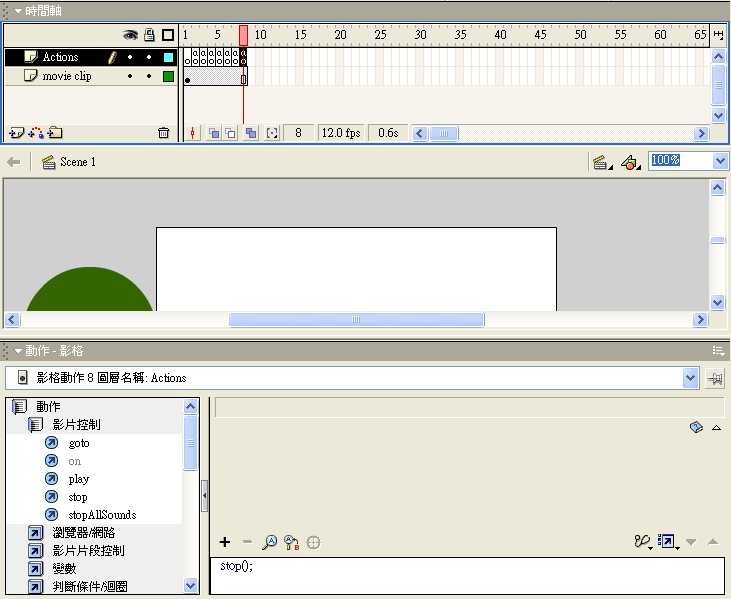 時間軸
1 5 10 15 20 25 30 35 40 45 50 55 60 65
Actions
movie clip
8 12.0 fps 0.6s
Scene 1
100%
動作 - 影格
影格動作 8 圖層名稱: Actions
動作
影片控制
goto
on
play
stop
stopAllSounds
瀏覽器/網路
影片片段控制
變數
判斷條件/迴圈
stop();